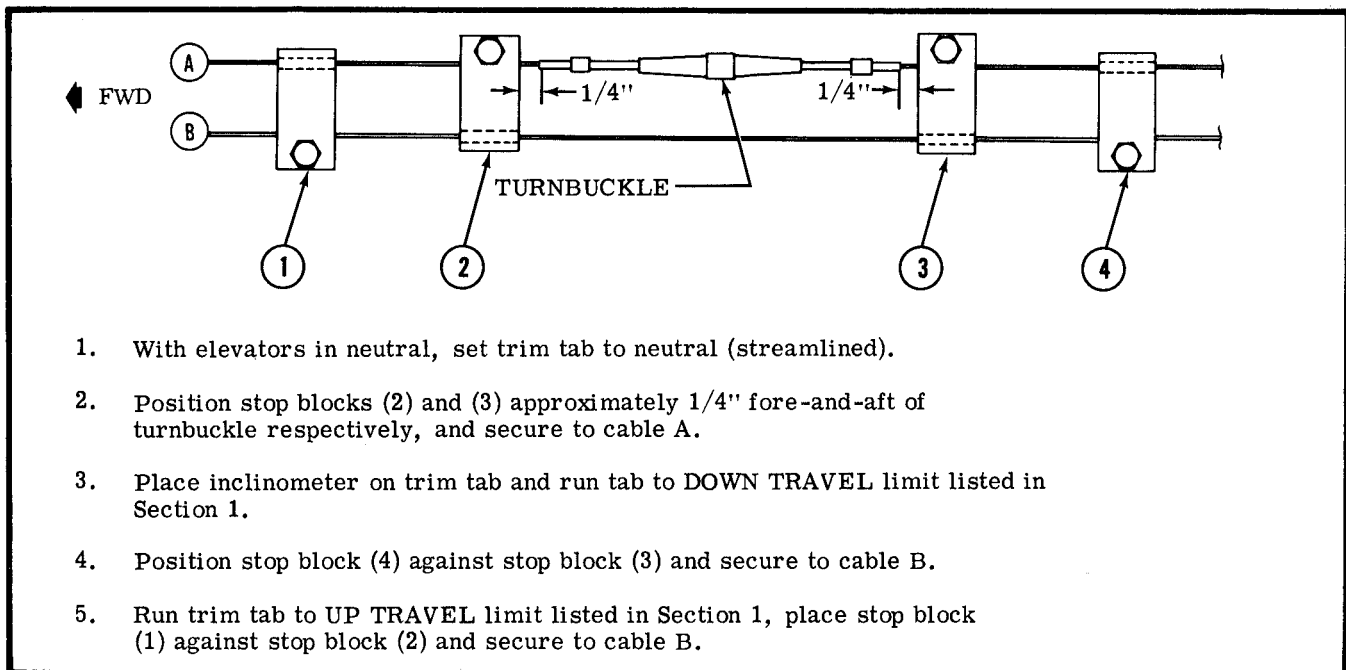 A
FWD
1/4"
1/4"
B
TURNBUCKLE
1
2
3
4
1. With elevators in neutral, set trim tab to neutral (streamlined).
2. Position stop blocks (2) and (3) approximately 1/4" fore-and-aft of
turnbuckle respectively, and secure to cable A.
3. Place inclinometer on trim tab and run tab to DOWN TRAVEL limit listed in
Section 1.
4. Position stop block (4) against stop block (3) and secure to cable B.
5. Run trim tab to UP TRAVEL limit listed in Section 1, place stop block
(1) against stop block (2) and secure to cable B.